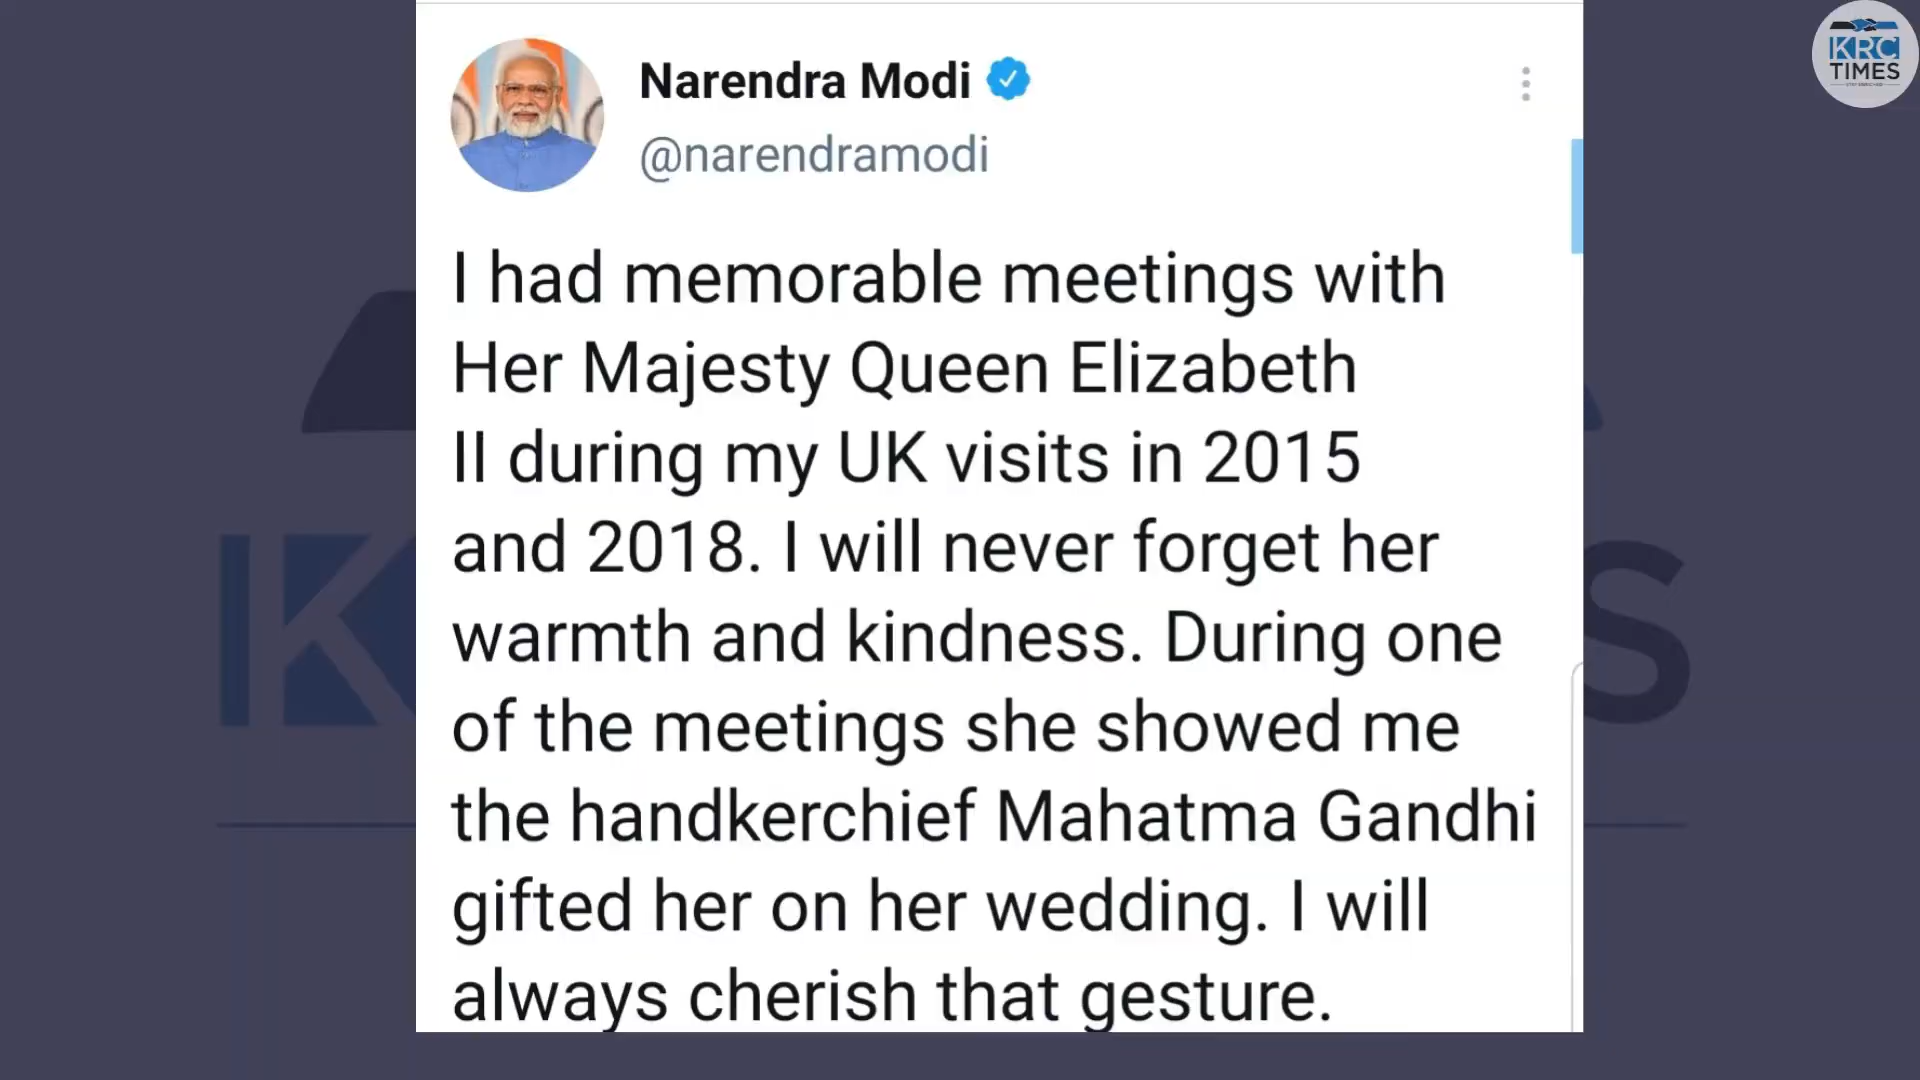 Narendra Modi
@narendramodi
I had memorable meetings with
Her Majesty Queen Elizabeth
II during my UK visits in 2015
and 2018. I will never forget her
warmth and kindness. During one
of the meetings she showed me
the handkerchief Mahatma Gandhi
gifted her on her wedding. I will
always cherish that gesture.
KRC
TIMES
K
S